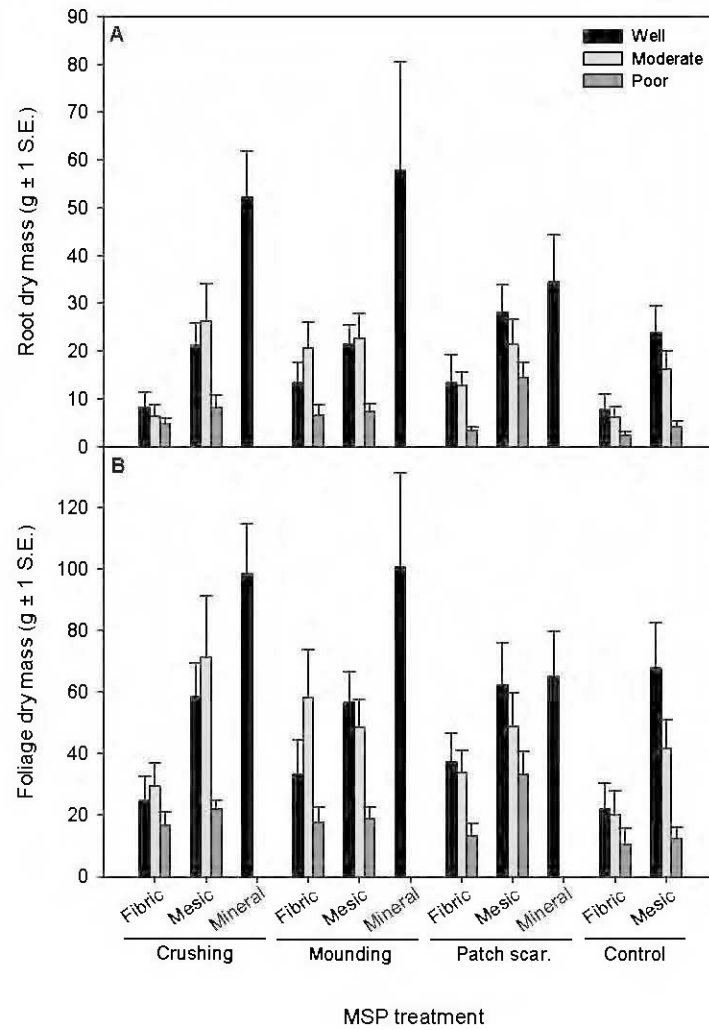 A
Well
Moderate
Poor
Root dry mass (g ± 1 S.E.)
90
80
70
60
50
40
30
20
10
0
B
Foliage dry mass (g ± 1 S.E.)
120
100
80
60
40
20
0
Fibric Mesic Mineral Fibric Mesic Mineral Fibric Mesic Mineral Fibric Mesic
Crushing Mounding Patch scar. Control
MSP treatment